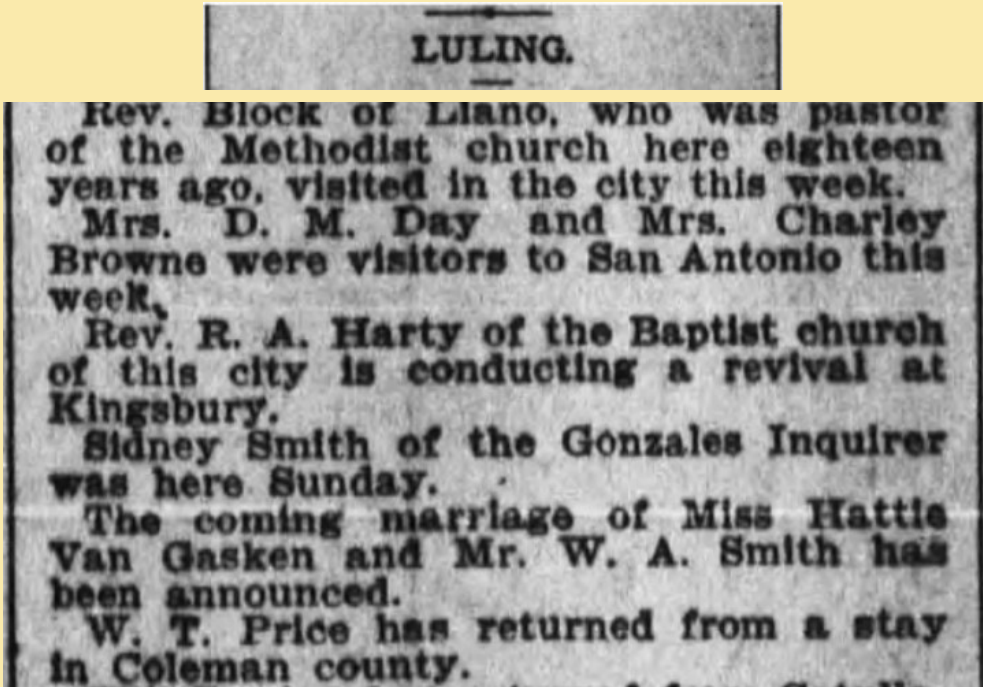 LULING.
Rev. Block of Llano, who was pastor
of the Methodist church here eighteen
years ago, visited in the city this week.
Mrs. D. M. Day and Mrs. Charley
Browne were visitors to San Antonio this
week.
Rev. R. A. Harty of the Baptist church
of this city is conducting a revival at
Kingsbury.
Sidney Smith of the Gonzales Inquirer
was here Sunday.
The coming marriage of Miss Hattie
Van Gasken and Mr. W. A. Smith has
been announced.
W. T. Price has returned from a stay
in Coleman county.